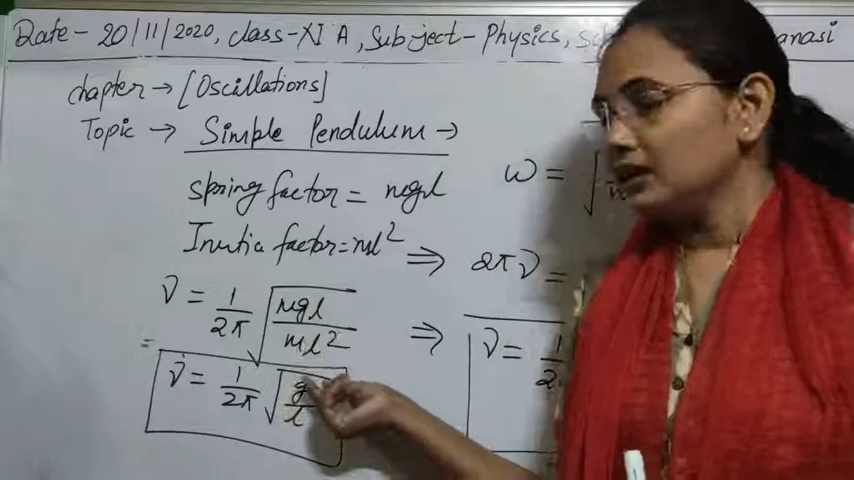 Date - 20/11/2020, class-XI A, Subject- Physics,
chapter → [Oscillations]
Topic → Simple Pendulum →
spring factor = mgl
Inertia factor = ml²
ν = 1/2π √mgl/ml²
ν = 1/2π √g/l
ω = √
⇒ 2πν =
⇒ ν = 1/2